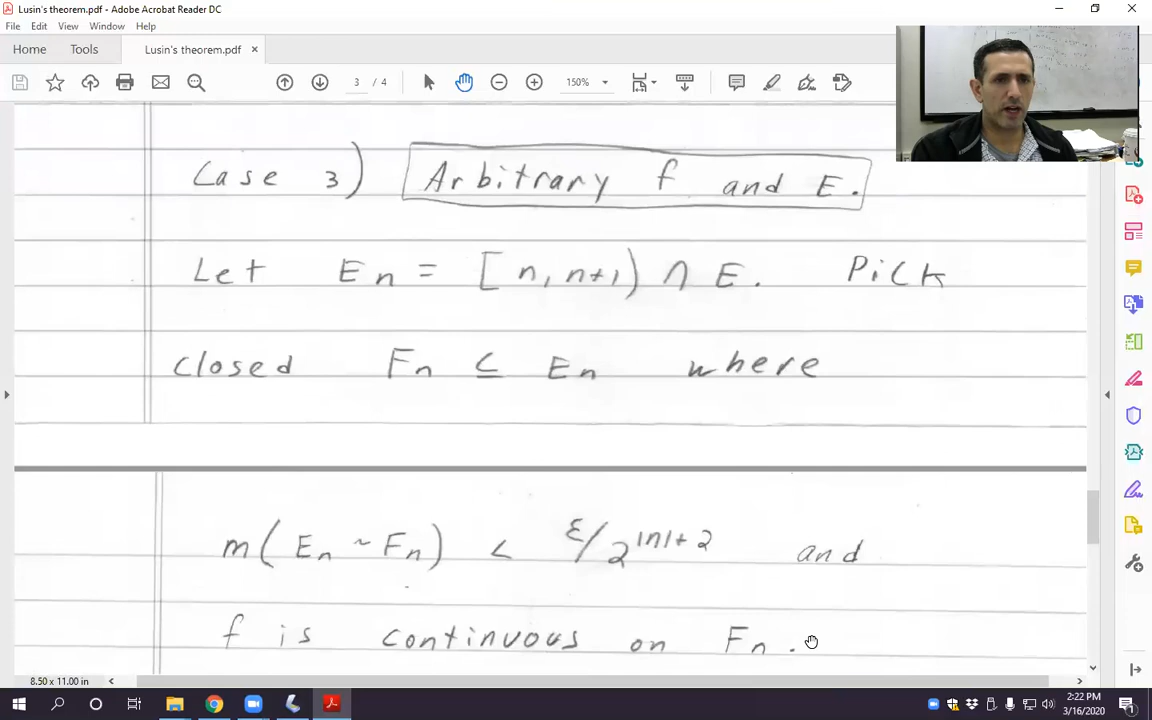 Lusin's theorem.pdf - Adobe Acrobat Reader DC
File Edit View Window Help
Home Tools Lusin's theorem.pdf ×
3 / 4 150%
Case 3) Arbitrary f and E.
Let En = [n, n+1) ∩ E. Pick
closed Fn ⊆ En where
m(En ~ Fn) < ε/2^|n|+2 and
f is continuous on Fn.
8.50 x 11.00 in
2:22 PM
3/16/2020